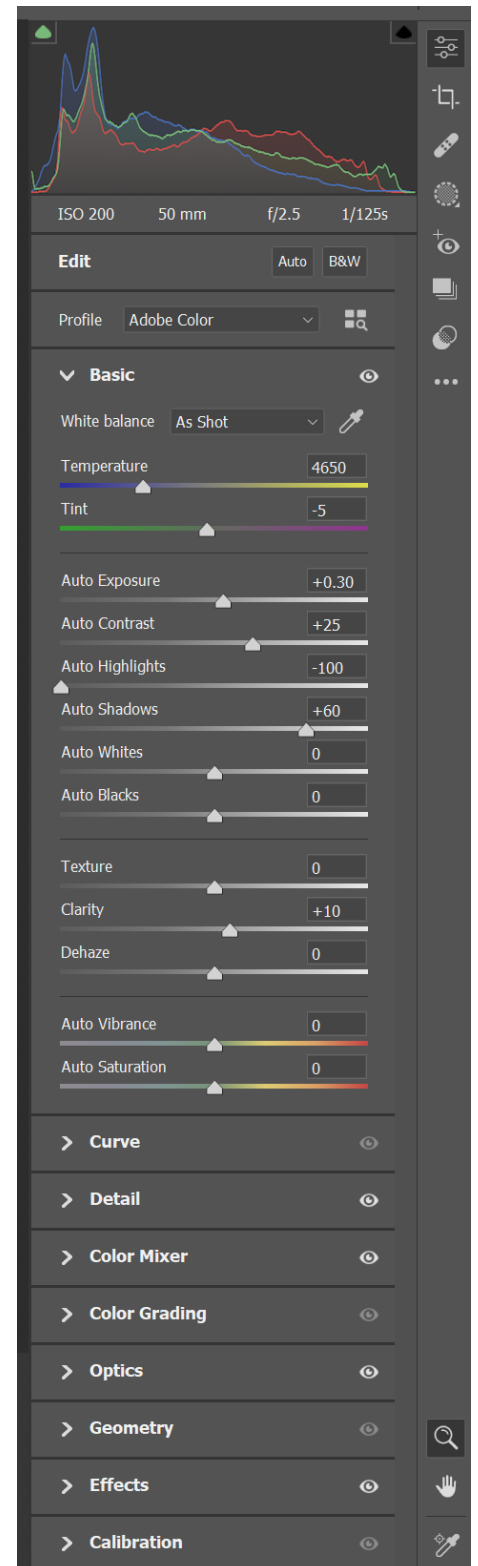 ISO 200 50 mm f/2.5 1/125s
Edit Auto B&W
Profile Adobe Color
Basic
White balance As Shot
Temperature 4650
Tint -5
Auto Exposure +0.30
Auto Contrast +25
Auto Highlights -100
Auto Shadows +60
Auto Whites 0
Auto Blacks 0
Texture 0
Clarity +10
Dehaze 0
Auto Vibrance 0
Auto Saturation 0
Curve
Detail
Color Mixer
Color Grading
Optics
Geometry
Effects
Calibration